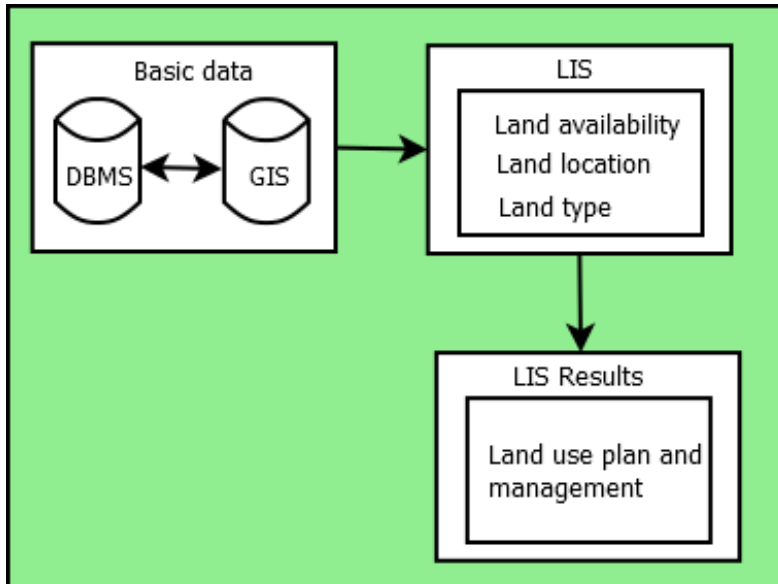 Basic data
DBMS
GIS
LIS
Land availability
Land location
Land type
LIS Results
Land use plan and
management